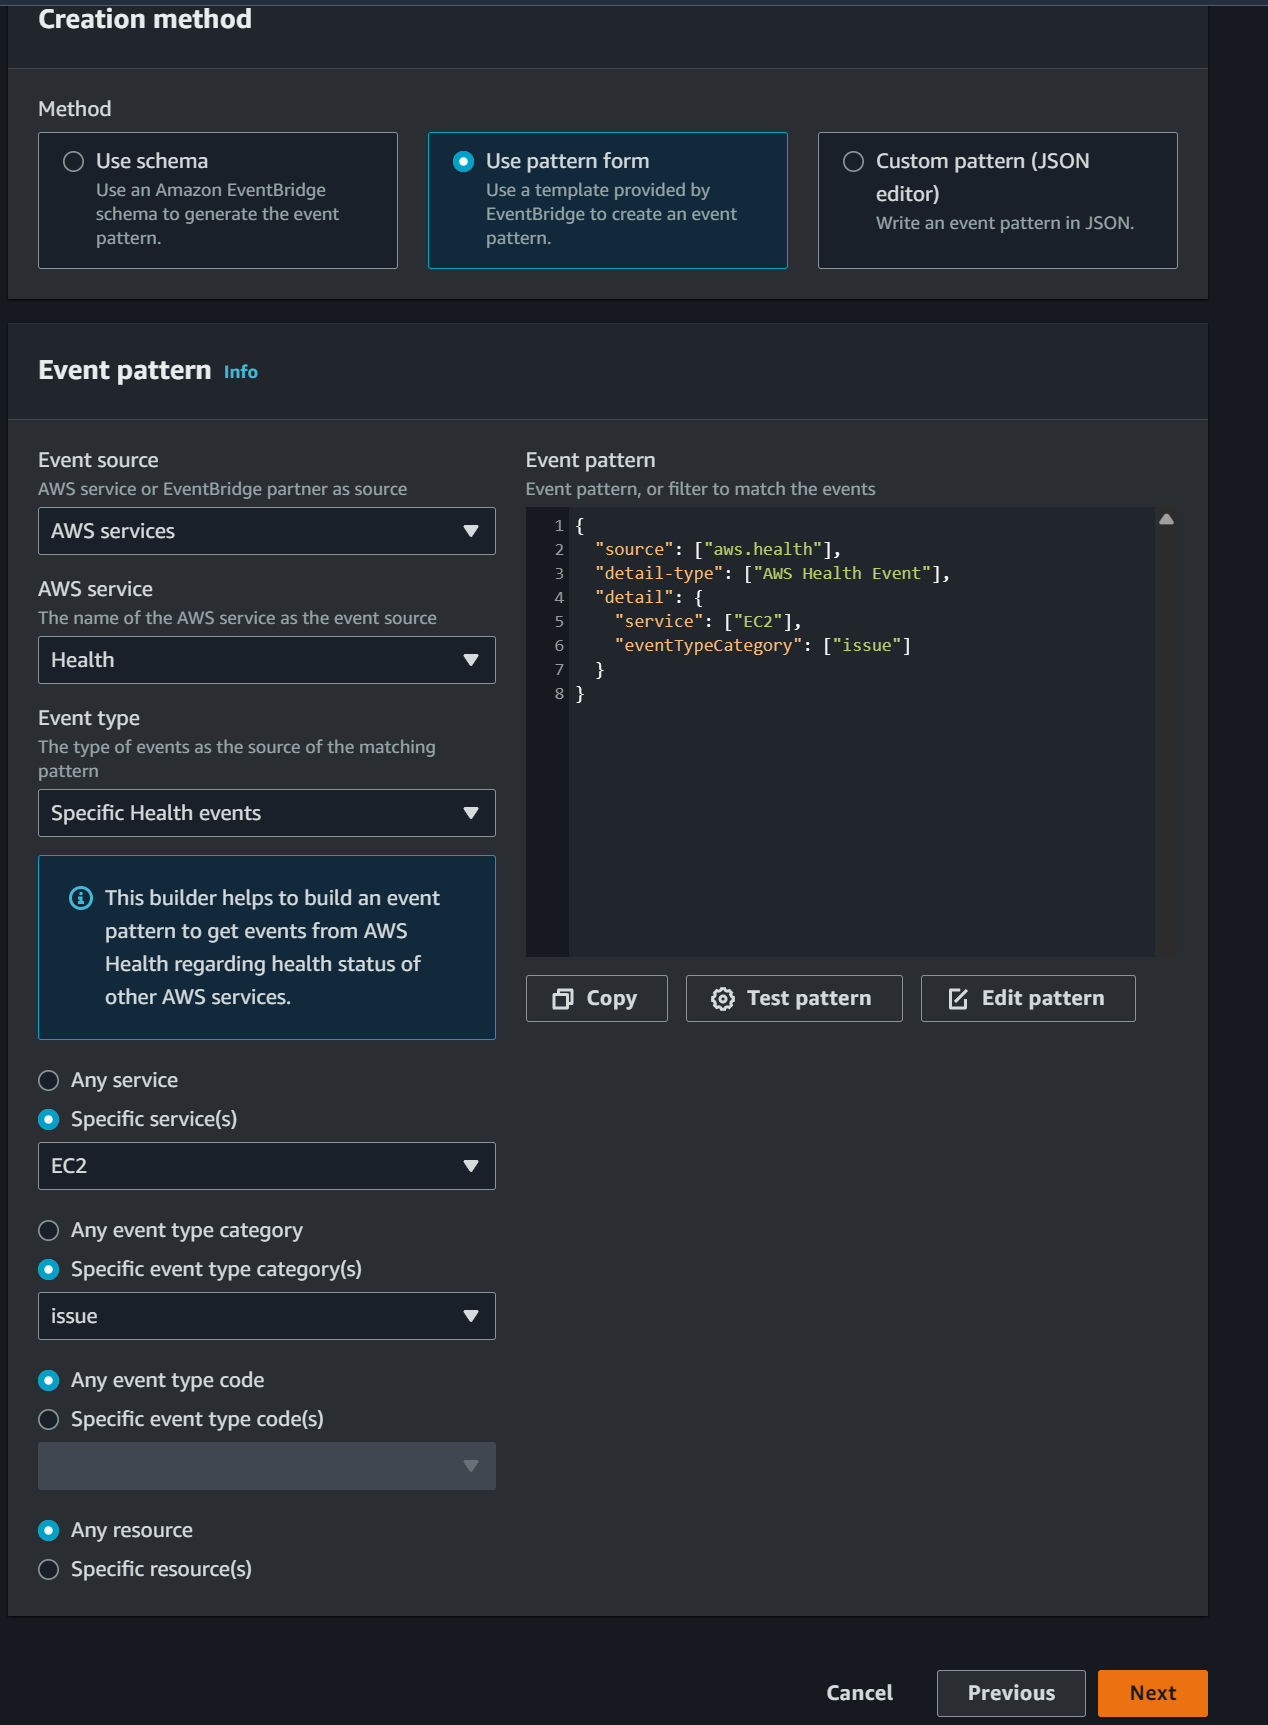 Creation method
Method
Use schema
Use an Amazon EventBridge
schema to generate the event
pattern.
Use pattern form
Use a template provided by
EventBridge to create an event
pattern.
Custom pattern (JSON
editor)
Write an event pattern in JSON.
Event pattern Info
Event source
AWS service or EventBridge partner as source
AWS services
AWS service
The name of the AWS service as the event source
Health
Event type
The type of events as the source of the matching
pattern
Specific Health events
This builder helps to build an event
pattern to get events from AWS
Health regarding health status of
other AWS services.
Any service
Specific service(s)
EC2
Any event type category
Specific event type category(s)
issue
Any event type code
Specific event type code(s)
Any resource
Specific resource(s)
Event pattern
Event pattern, or filter to match the events
1 {
2   "source": ["aws.health"],
3   "detail-type": ["AWS Health Event"],
4   "detail": {
5     "service": ["EC2"],
6     "eventTypeCategory": ["issue"]
7   }
8 }
Copy
Test pattern
Edit pattern
Cancel
Previous
Next